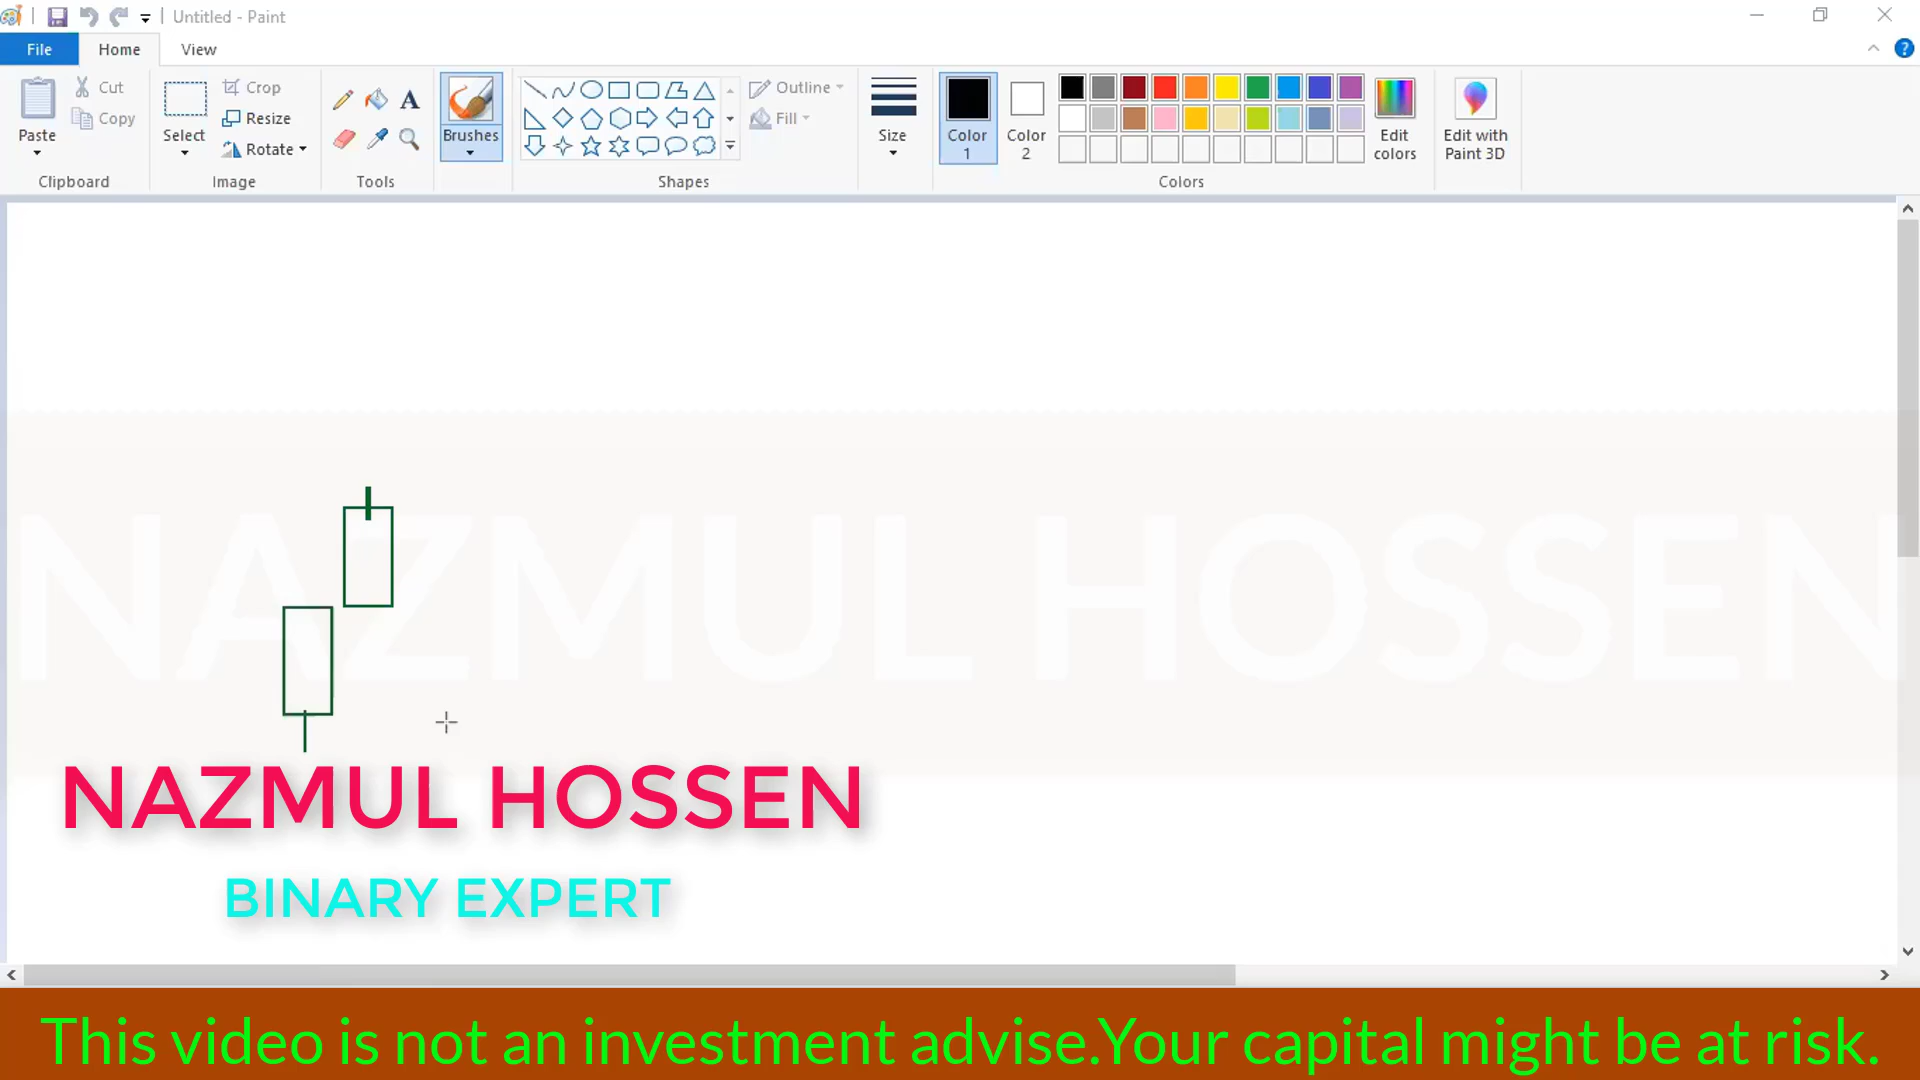 Untitled - Paint
File Home View
Paste Cut Copy Clipboard
Select Crop Resize Rotate Image
Tools
Brushes
Shapes Outline Fill
Size
Color 1 Color 2 Edit colors Colors
Edit with Paint 3D
NAZMUL HOSSEN
NAZMUL HOSSEN
BINARY EXPERT
This video is not an investment advise.Your capital might be at risk.